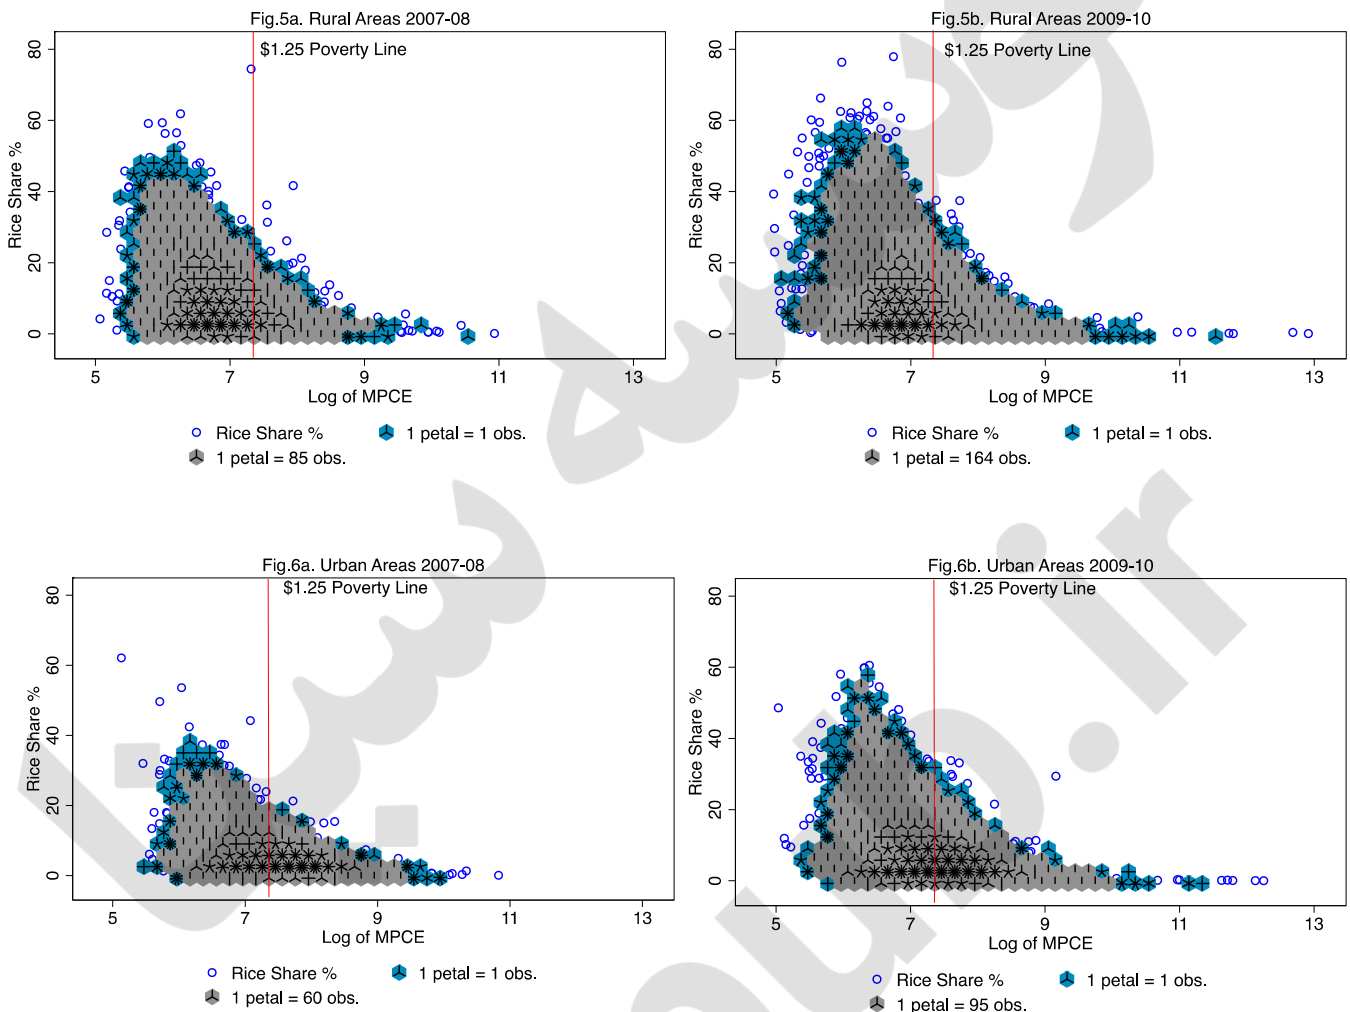 Fig.5a. Rural Areas 2007-08
$1.25 Poverty Line
80
60
40
20
0
Rice Share %
5 7 9 11 13
Log of MPCE
Rice Share % 1 petal = 1 obs.
1 petal = 85 obs.
Fig.5b. Rural Areas 2009-10
$1.25 Poverty Line
80
60
40
20
0
Rice Share %
5 7 9 11 13
Log of MPCE
Rice Share % 1 petal = 1 obs.
1 petal = 164 obs.
Fig.6a. Urban Areas 2007-08
$1.25 Poverty Line
80
60
40
20
0
Rice Share %
5 7 9 11 13
Log of MPCE
Rice Share % 1 petal = 1 obs.
1 petal = 60 obs.
Fig.6b. Urban Areas 2009-10
$1.25 Poverty Line
80
60
40
20
0
Rice Share %
5 7 9 11 13
Log of MPCE
Rice Share % 1 petal = 1 obs.
1 petal = 95 obs.